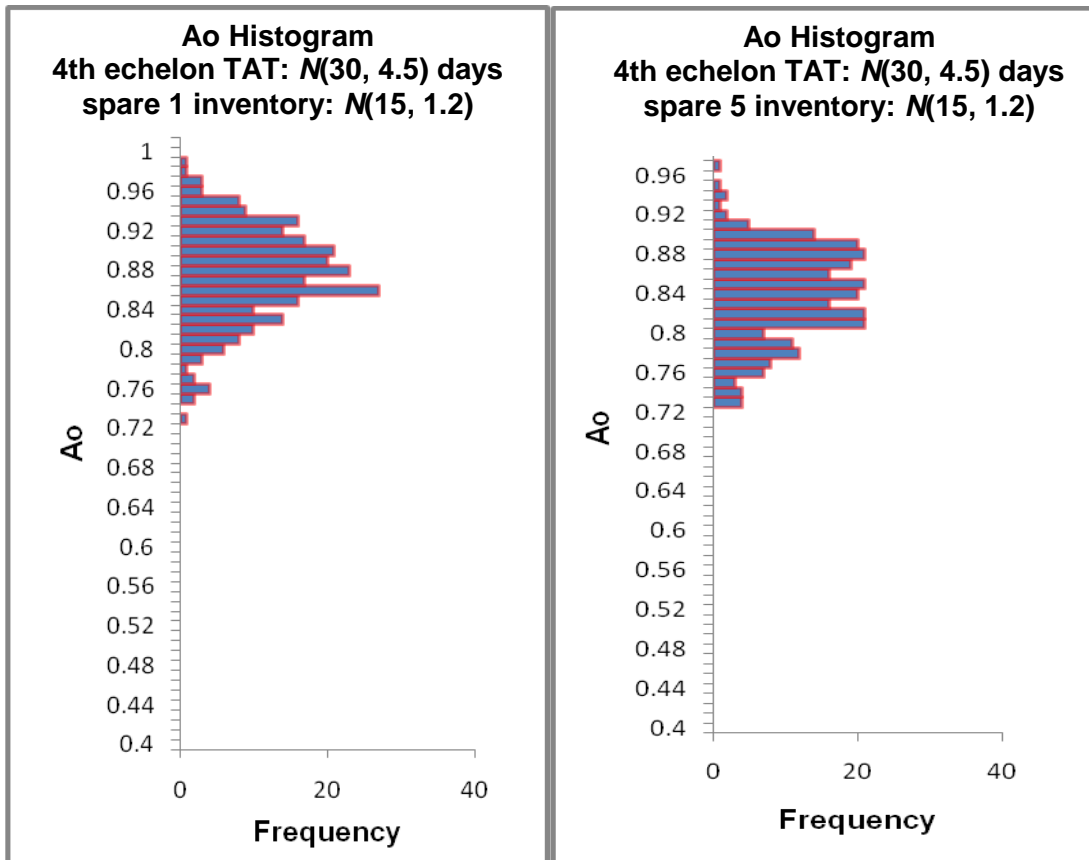 Ao Histogram
4th echelon TAT: N(30, 4.5) days
spare 1 inventory: N(15, 1.2)
1
0.96
0.92
0.88
0.84
0.8
0.76
0.72
0.68
0.64
0.6
0.56
0.52
0.48
0.44
0.4
Ao
0 20 40
Frequency
Ao Histogram
4th echelon TAT: N(30, 4.5) days
spare 5 inventory: N(15, 1.2)
0.96
0.92
0.88
0.84
0.8
0.76
0.72
0.68
0.64
0.6
0.56
0.52
0.48
0.44
0.4
Ao
0 20 40
Frequency